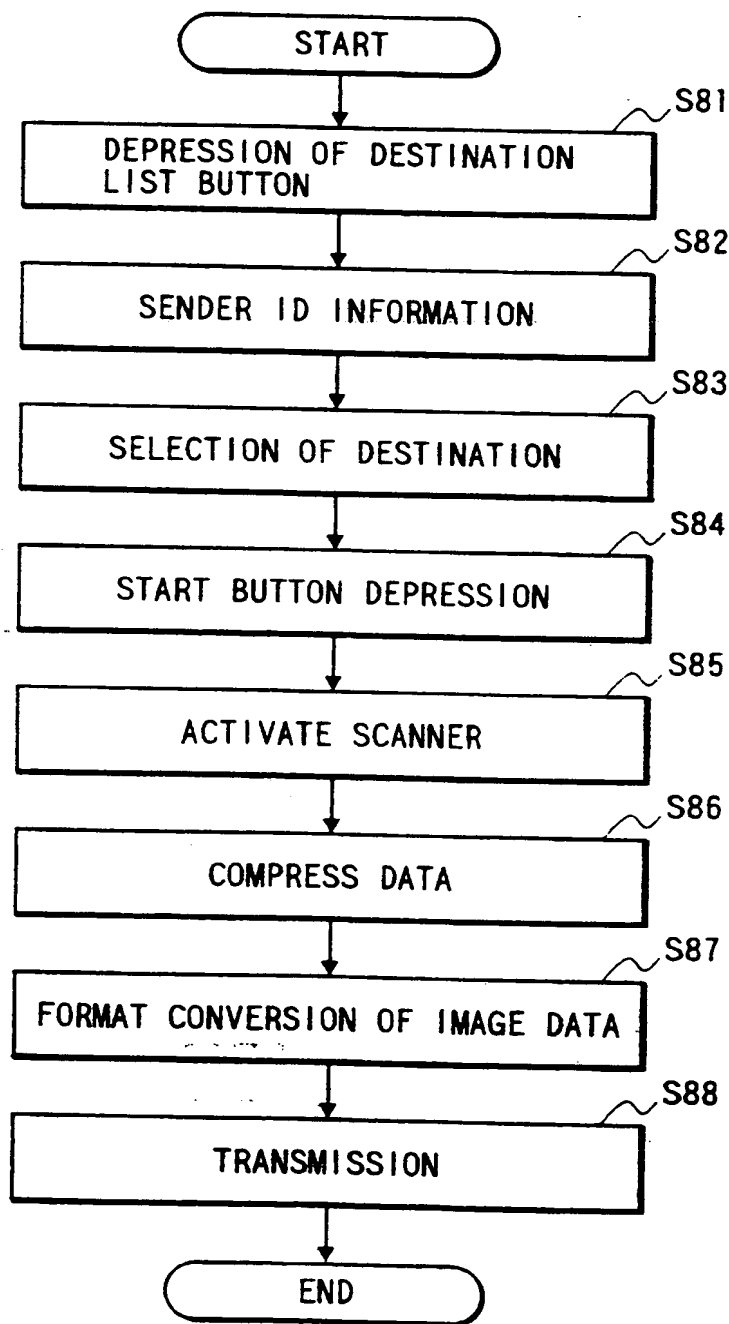 START
S81
DEPRESSION OF DESTINATION
LIST BUTTON
S82
SENDER ID INFORMATION
S83
SELECTION OF DESTINATION
S84
START BUTTON DEPRESSION
S85
ACTIVATE SCANNER
S86
COMPRESS DATA
S87
FORMAT CONVERSION OF IMAGE DATA
S88
TRANSMISSION
END